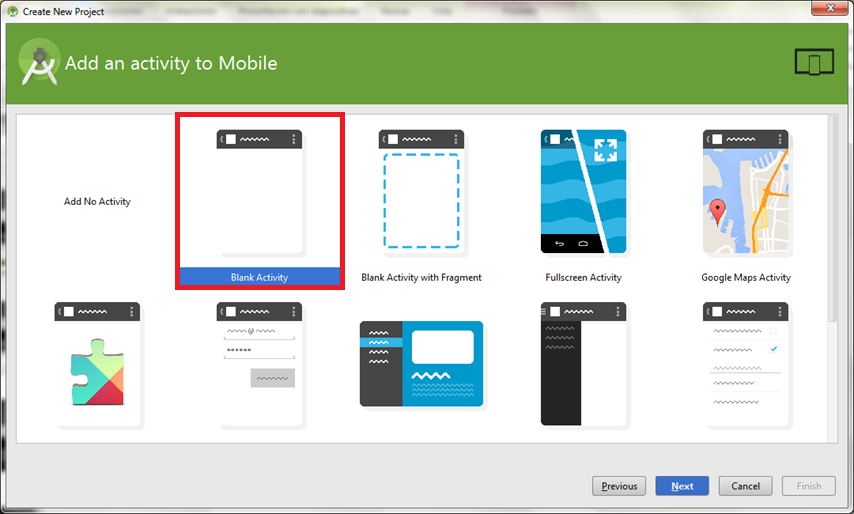 Create New Project
Add an activity to Mobile
Add No Activity
Blank Activity
Blank Activity with Fragment
Fullscreen Activity
Google Maps Activity
Previous
Next
Cancel
Finish